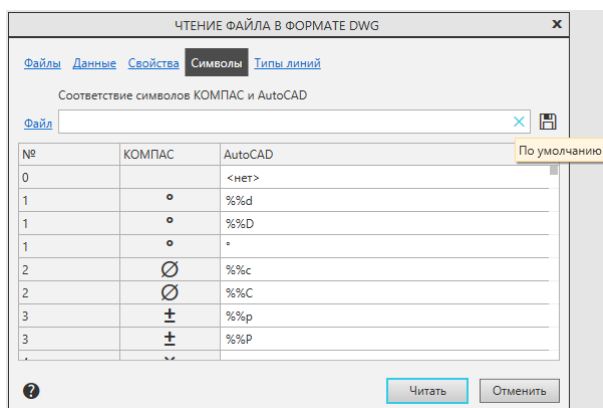 ЧТЕНИЕ ФАЙЛА В ФОРМАТЕ DWG x
Файлы Данные Свойства Символы Типы линий
Соответствие символов КОМПАС и AutoCAD
Файл
По умолчанию
№ КОМПАС AutoCAD
0 <нет>
1 ° %%d
1 ° %%D
1 ° °
2 ∅ %%c
2 ∅ %%C
3 ± %%p
3 ± %%P
? Читать Отменить